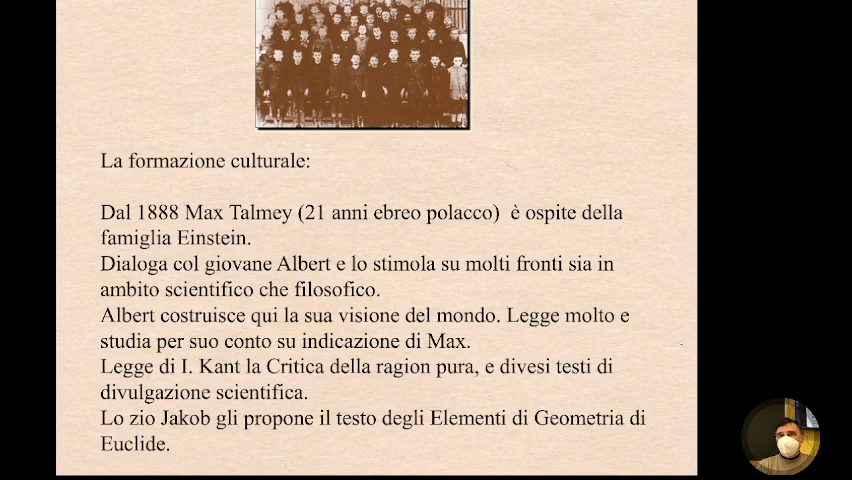 La formazione culturale:
Dal 1888 Max Talmey (21 anni ebreo polacco) è ospite della
famiglia Einstein.
Dialoga col giovane Albert e lo stimola su molti fronti sia in
ambito scientifico che filosofico.
Albert costruisce qui la sua visione del mondo. Legge molto e
studia per suo conto su indicazione di Max.
Legge di I. Kant la Critica della ragion pura, e divesi testi di
divulgazione scientifica.
Lo zio Jakob gli propone il testo degli Elementi di Geometria di
Euclide.